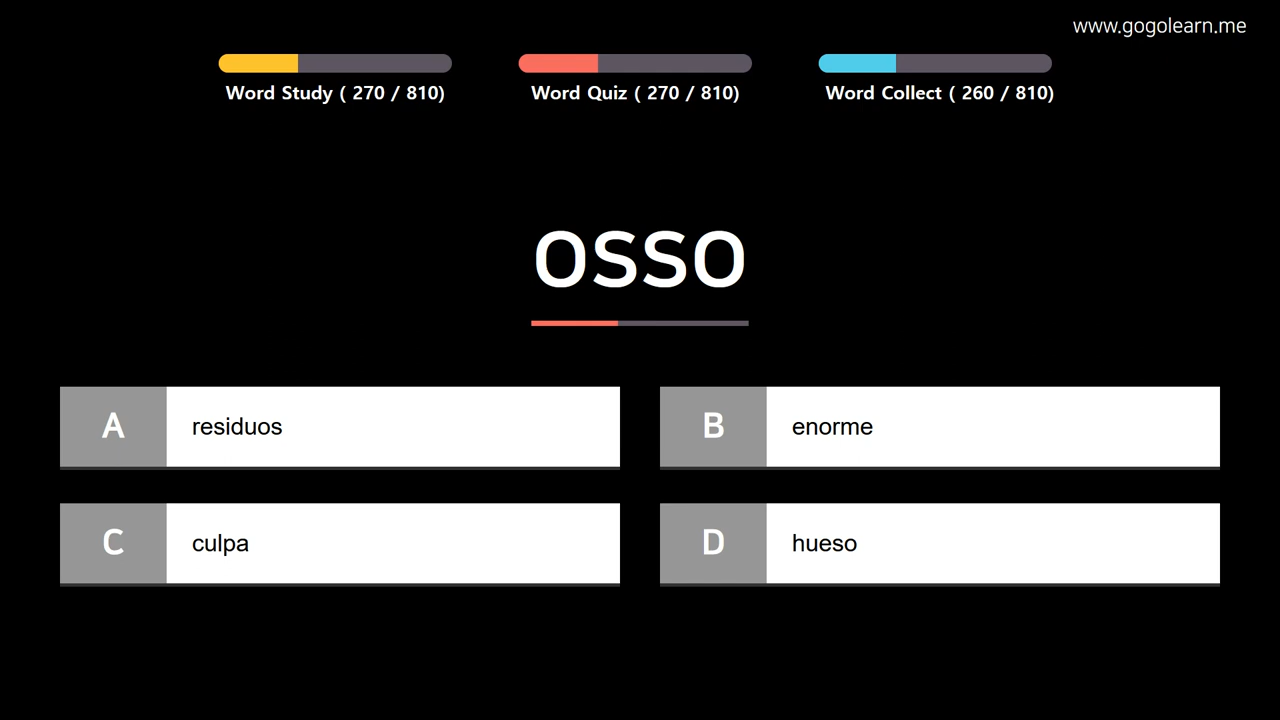 www.gogolearn.me
Word Study ( 270 / 810)
Word Quiz ( 270 / 810)
Word Collect ( 260 / 810)
osso
A
residuos
B
enorme
C
culpa
D
hueso